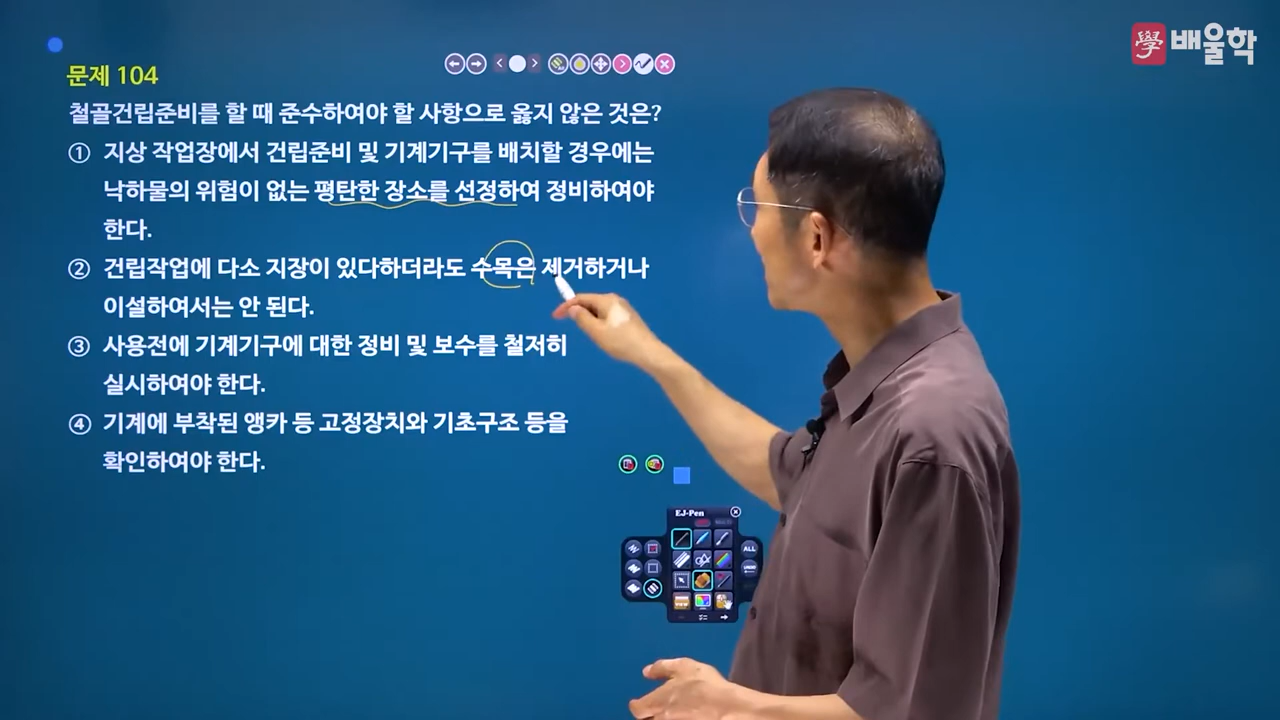 學 배울학
문제 104
철골건립준비를 할 때 준수하여야 할 사항으로 옳지 않은 것은?
① 지상 작업장에서 건립준비 및 기계기구를 배치할 경우에는
낙하물의 위험이 없는 평탄한 장소를 선정하여 정비하여야
한다.
② 건립작업에 다소 지장이 있다하더라도 수목은 제거하거나
이설하여서는 안 된다.
③ 사용전에 기계기구에 대한 정비 및 보수를 철저히
실시하여야 한다.
④ 기계에 부착된 앵카 등 고정장치와 기초구조 등을
확인하여야 한다.
EJ-Pen
ALL